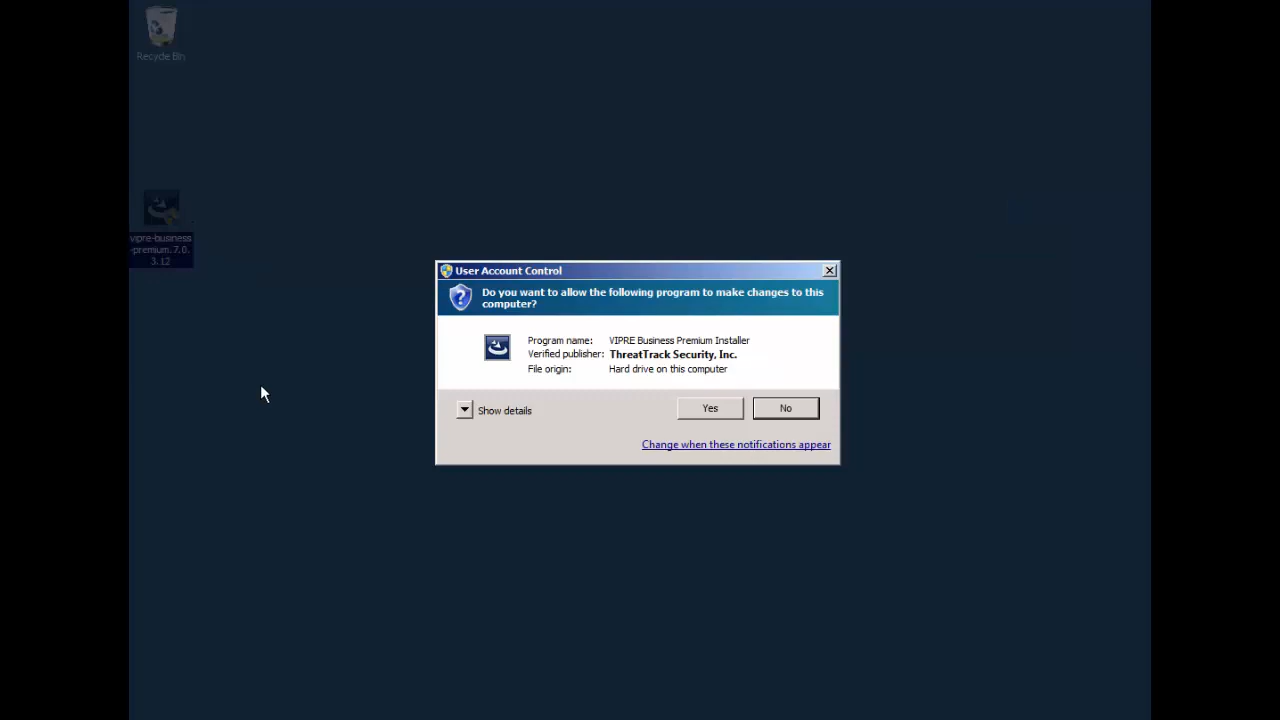 Recycle Bin
vipre-business
-premium.7.0.
3.12
User Account Control
Do you want to allow the following program to make changes to this
computer?
Program name: VIPRE Business Premium Installer
Verified publisher: ThreatTrack Security, Inc.
File origin: Hard drive on this computer
Show details
Yes
No
Change when these notifications appear